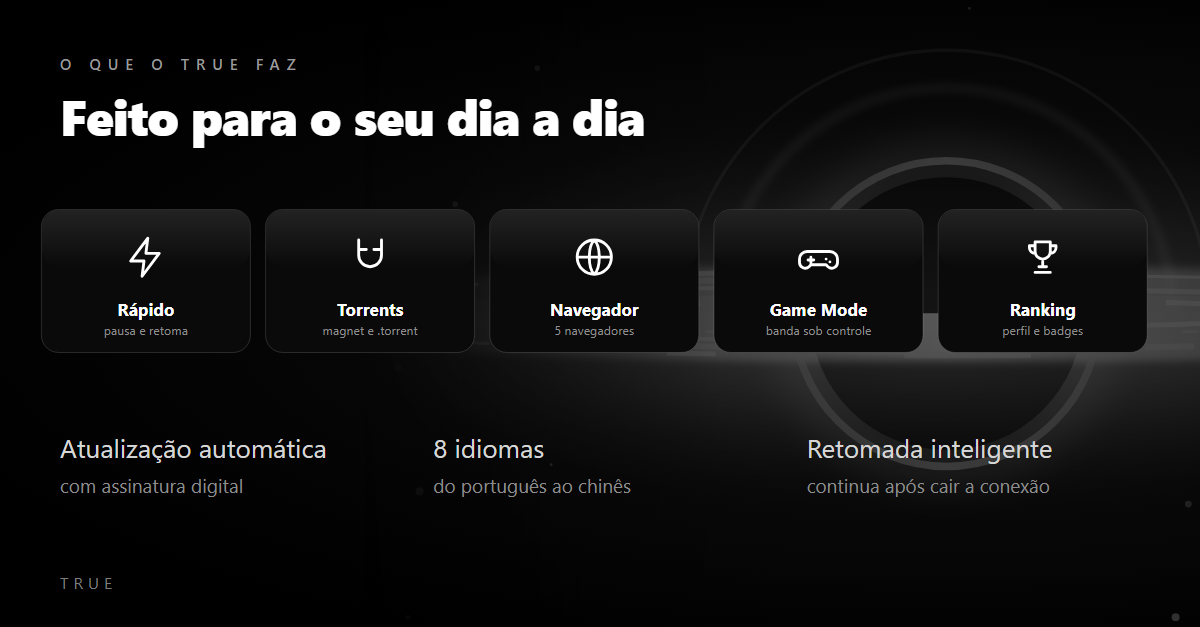 O QUE O TRUE FAZ
Feito para o seu dia a dia
Rápido
pausa e retoma
Torrents
magnet e .torrent
Navegador
5 navegadores
Game Mode
banda sob controle
Ranking
perfil e badges
Atualização automática
com assinatura digital
8 idiomas
do português ao chinês
Retomada inteligente
continua após cair a conexão
TRUE